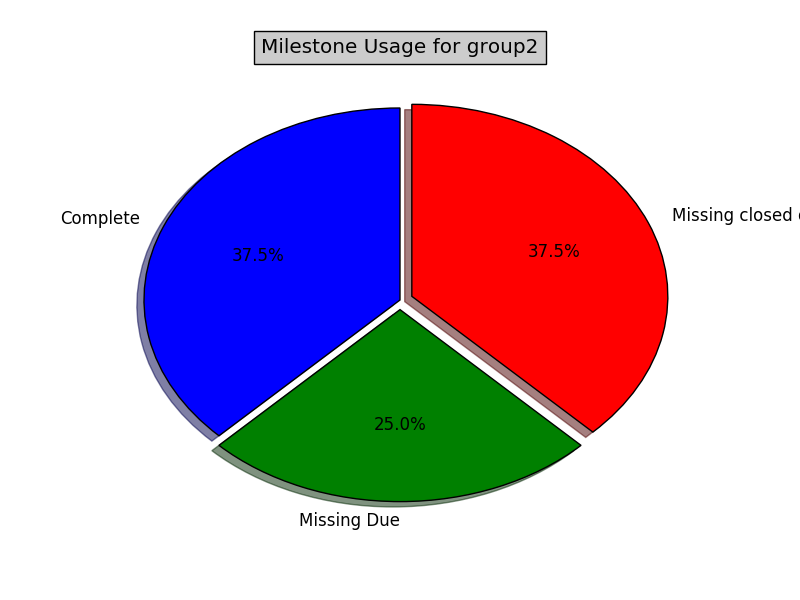 Milestone Usage for group2
Complete
37.5%
37.5%
Missing closed
25.0%
Missing Due